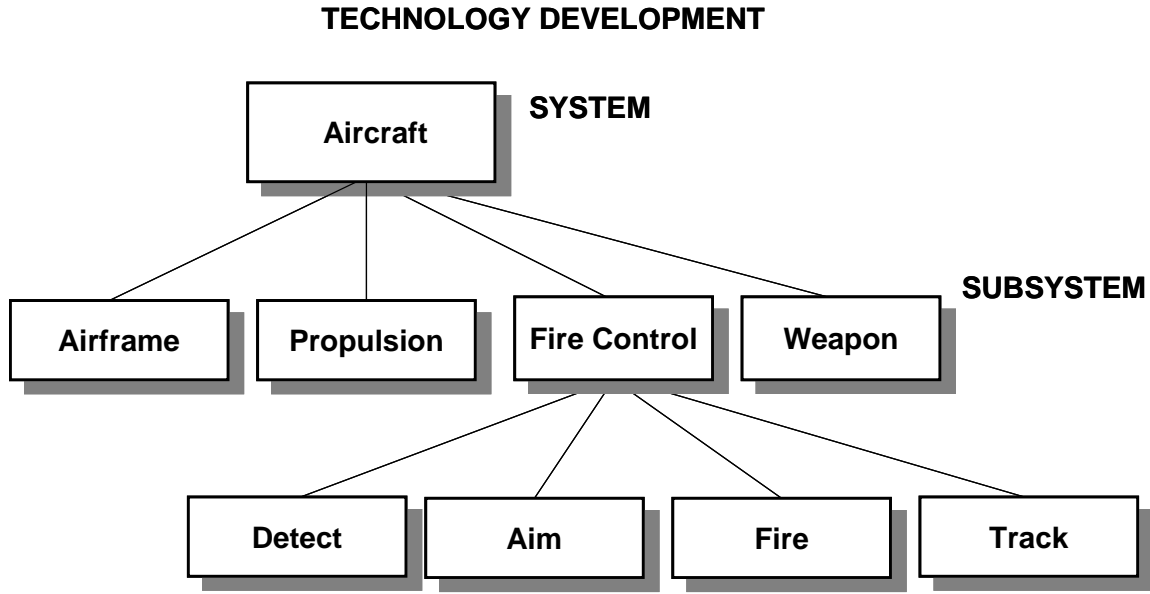 TECHNOLOGY DEVELOPMENT
Aircraft
SYSTEM
SUBSYSTEM
Airframe
Propulsion
Fire Control
Weapon
Detect
Aim
Fire
Track